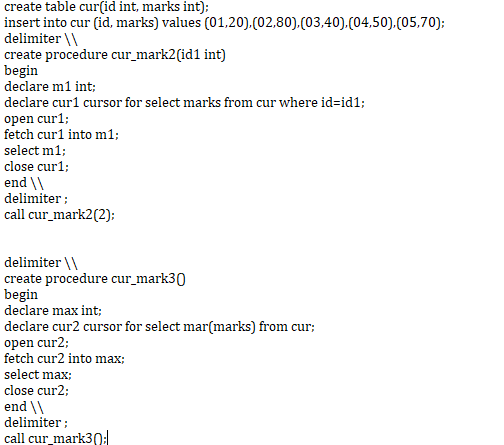 create table cur(id int, marks int);
insert into cur (id, marks) values (01,20),(02,80),(03,40),(04,50),(05,70);
delimiter \\
create procedure cur_mark2(id1 int)
begin
declare m1 int;
declare cur1 cursor for select marks from cur where id=id1;
open cur1;
fetch cur1 into m1;
select m1;
close cur1;
end \\
delimiter ;
call cur_mark2(2);
delimiter \\
create procedure cur_mark3()
begin
declare max int;
declare cur2 cursor for select mar(marks) from cur;
open cur2;
fetch cur2 into max;
select max;
close cur2;
end \\
delimiter ;
call cur_mark3();